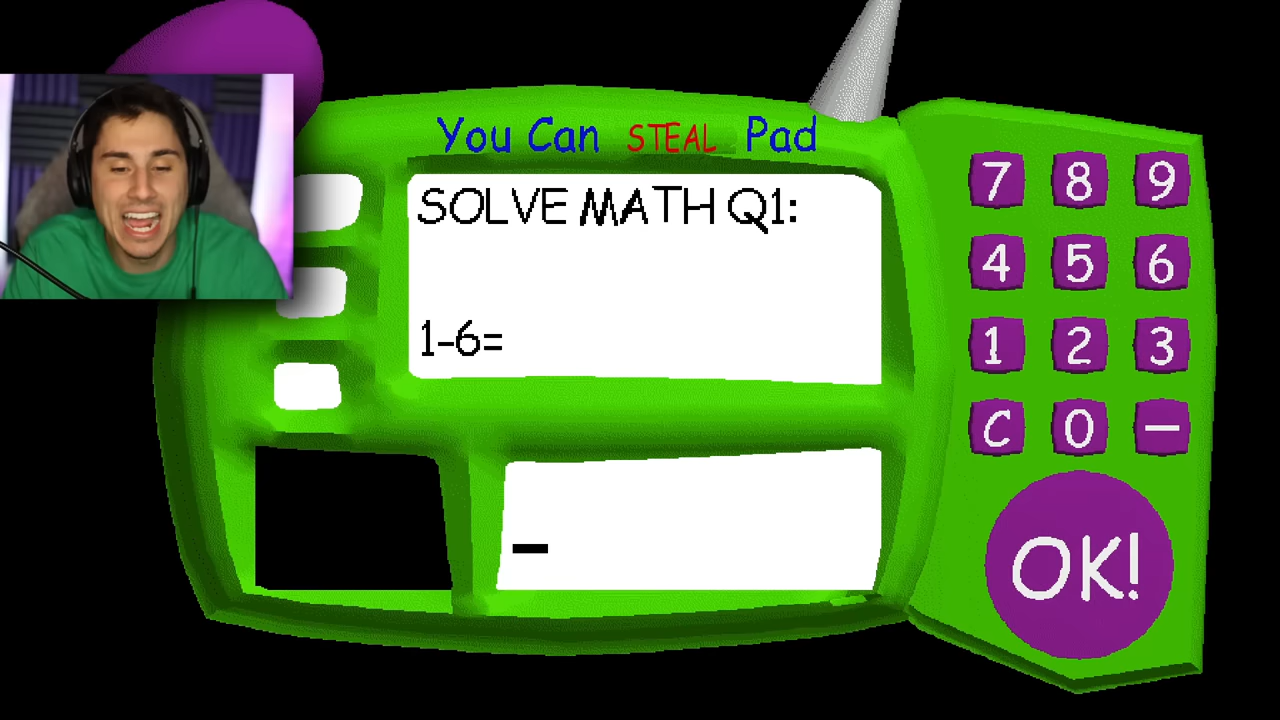 You Can STEAL Pad
SOLVE MATH Q1:
1-6=
-
7 8 9
4 5 6
1 2 3
C 0 -
OK!